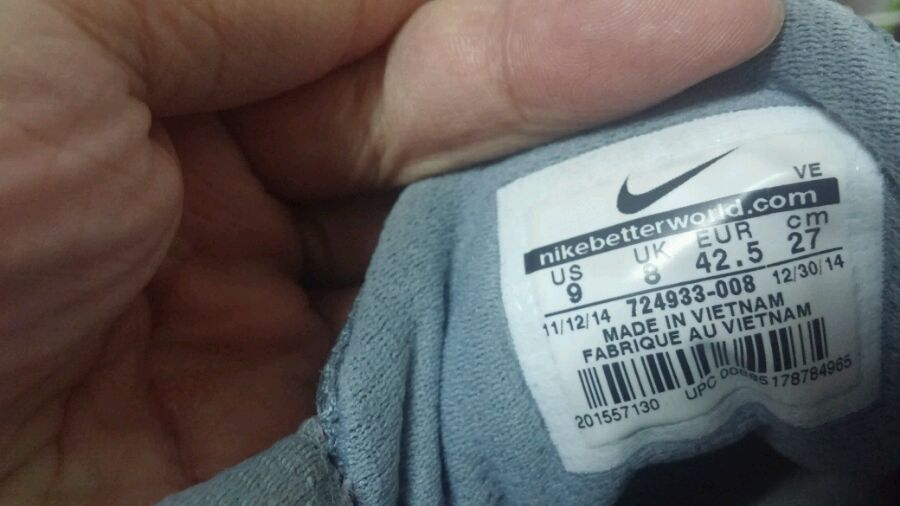 VE
nikebetterworld.com
US UK EUR cm
9 8 42.5 27
11/12/14 724933-008 12/30/14
MADE IN VIETNAM
FABRIQUE AU VIETNAM
201557130 UPC 00885178784965